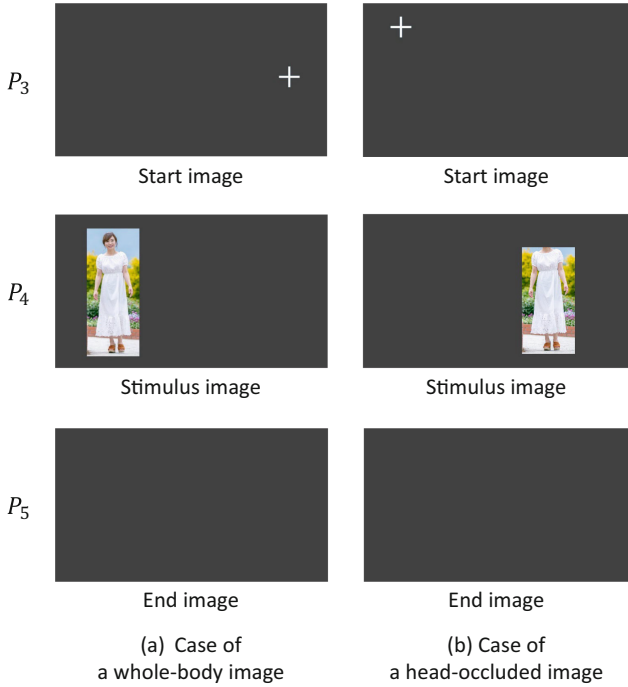 P3
Start image
Start image
P4
Stimulus image
Stimulus image
P5
End image
End image
(a) Case of
a whole-body image
(b) Case of
a head-occluded image